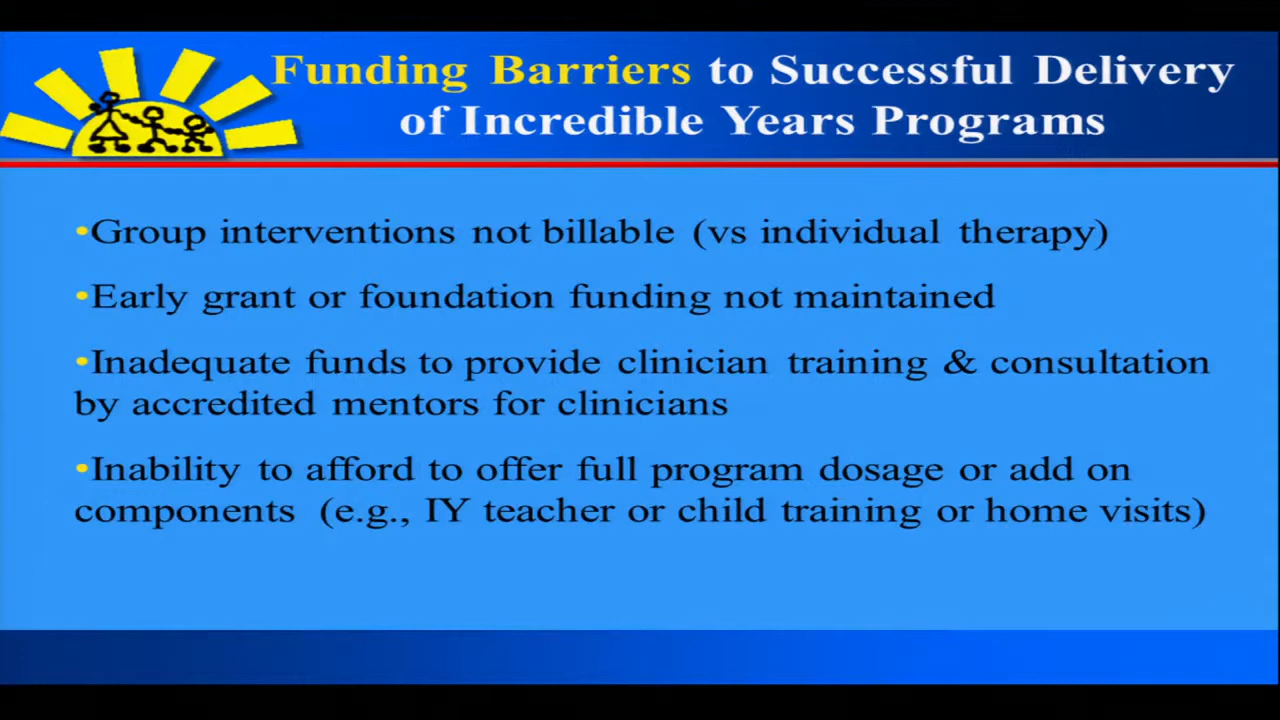 Funding Barriers to Successful Delivery
of Incredible Years Programs
•Group interventions not billable (vs individual therapy)
•Early grant or foundation funding not maintained
•Inadequate funds to provide clinician training & consultation
by accredited mentors for clinicians
•Inability to afford to offer full program dosage or add on
components (e.g., IY teacher or child training or home visits)